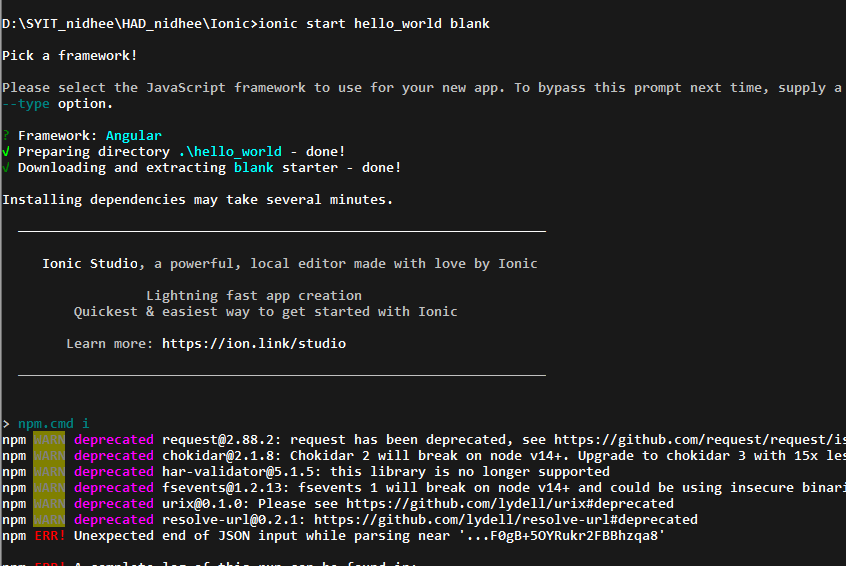 D:\SYIT_nidhee\HAD_nidhee\Ionic>ionic start hello_world blank
Pick a framework!
Please select the JavaScript framework to use for your new app. To bypass this prompt next time, supply a
--type option.
? Framework: Angular
√ Preparing directory .\hello_world - done!
√ Downloading and extracting blank starter - done!
Installing dependencies may take several minutes.
Ionic Studio, a powerful, local editor made with love by Ionic
Lightning fast app creation
Quickest & easiest way to get started with Ionic
Learn more: https://ion.link/studio
> npm.cmd i
npm WARN deprecated request@2.88.2: request has been deprecated, see https://github.com/request/request/is
npm WARN deprecated chokidar@2.1.8: Chokidar 2 will break on node v14+. Upgrade to chokidar 3 with 15x les
npm WARN deprecated har-validator@5.1.5: this library is no longer supported
npm WARN deprecated fsevents@1.2.13: fsevents 1 will break on node v14+ and could be using insecure binari
npm WARN deprecated urix@0.1.0: Please see https://github.com/lydell/urix#deprecated
npm WARN deprecated resolve-url@0.2.1: https://github.com/lydell/resolve-url#deprecated
npm ERR! Unexpected end of JSON input while parsing near '...F0gB+5OYRukr2FBBhzqa8'
npm ERR! A complete log of this run can be found in: